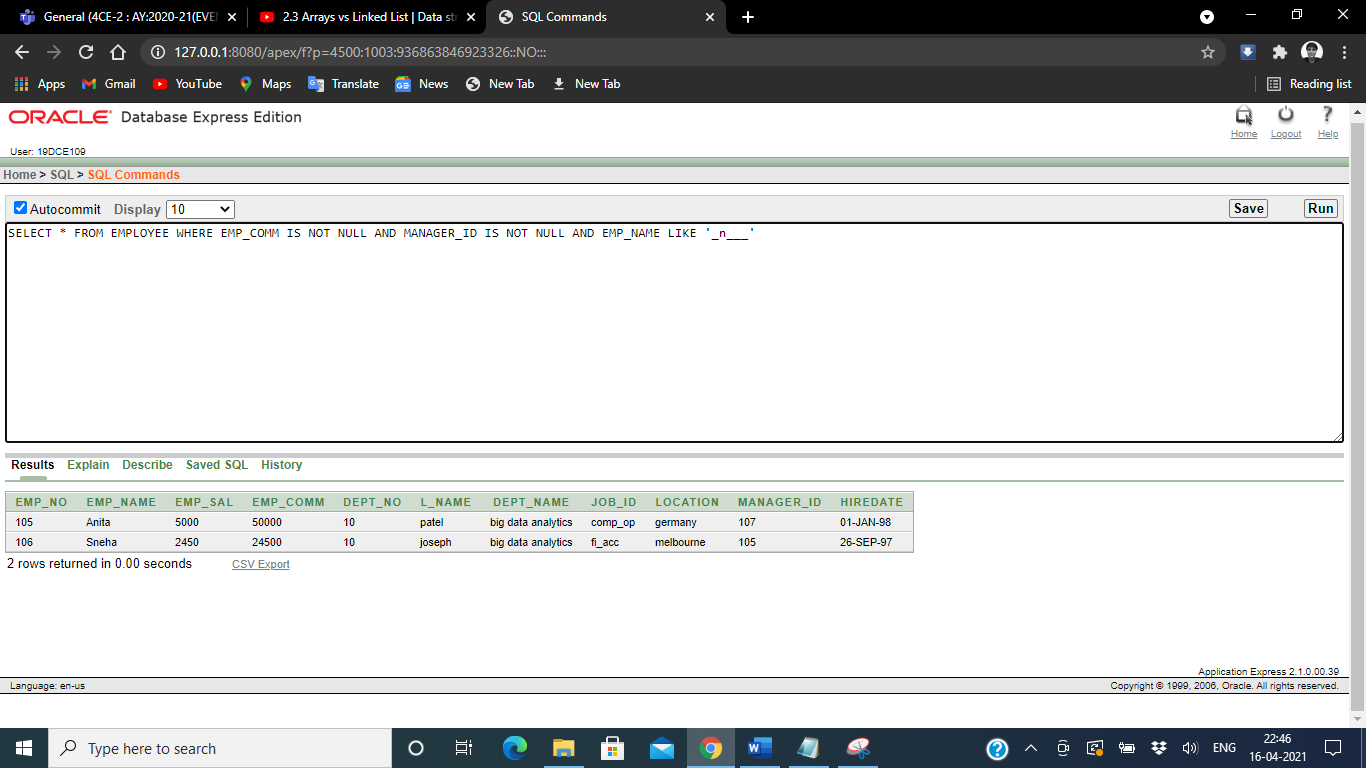 General (4CE-2 : AY:2020-21(EVE
2.3 Arrays vs Linked List | Data str
SQL Commands
127.0.0.1:8080/apex/f?p=4500:1003:936863846923326::NO:::
Apps Gmail YouTube Maps Translate News New Tab New Tab Reading list
ORACLE Database Express Edition
Home Logout Help
User: 19DCE109
Home > SQL > SQL Commands
Autocommit Display 10 Save Run
SELECT * FROM EMPLOYEE WHERE EMP_COMM IS NOT NULL AND MANAGER_ID IS NOT NULL AND EMP_NAME LIKE '_n___'
Results Explain Describe Saved SQL History
EMP_NO EMP_NAME EMP_SAL EMP_COMM DEPT_NO L_NAME DEPT_NAME JOB_ID LOCATION MANAGER_ID HIREDATE
105 Anita 5000 50000 10 patel big data analytics comp_op germany 107 01-JAN-98
106 Sneha 2450 24500 10 joseph big data analytics fi_acc melbourne 105 26-SEP-97
2 rows returned in 0.00 seconds CSV Export
Application Express 2.1.0.00.39
Language: en-us Copyright © 1999, 2006, Oracle. All rights reserved.
Type here to search
ENG
22:46
16-04-2021